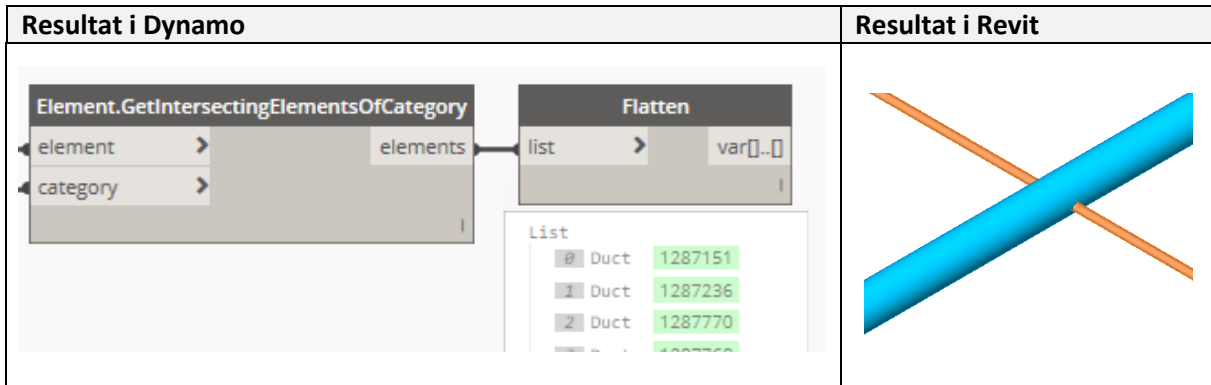 Resultat i Dynamo
Resultat i Revit
Element.GetIntersectingElementsOfCategory
element > elements
category >
l
Flatten
list > var[]..[]
l
List
0 Duct 1287151
1 Duct 1287236
2 Duct 1287770